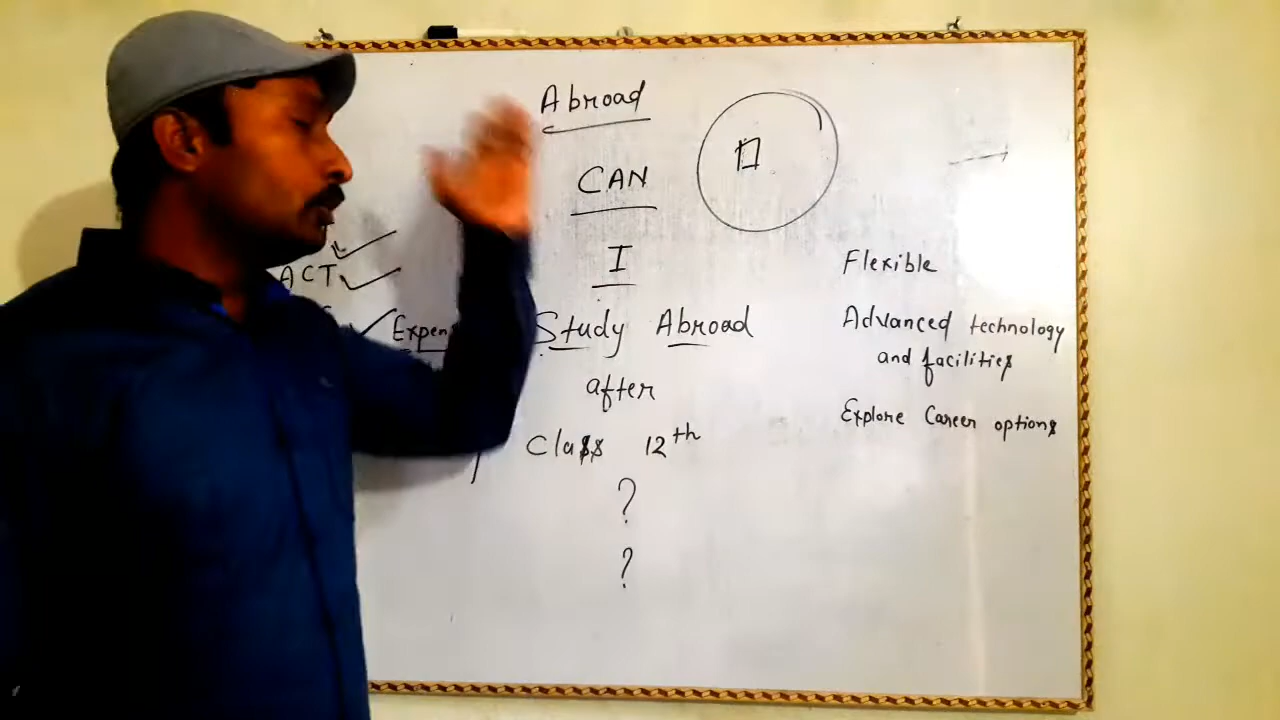 Abroad
CAN
I
Study Abroad
after
Class 12th
?
?
ACT
Flexible
Advanced technology
and facilities
Explore Career options